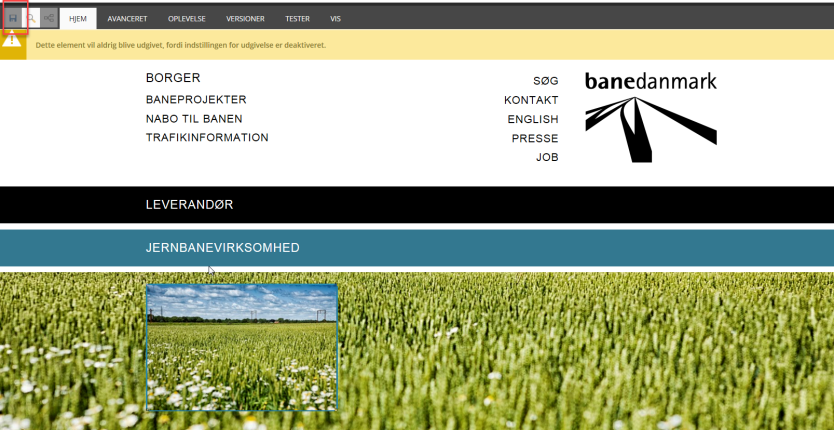 HJEM AVANCERET OPLEVELSE VERSIONER TESTER VIS
Dette element vil aldrig blive udgivet, fordi indstillingen for udgivelse er deaktiveret.
BORGER
BANEPROJEKTER
NABO TIL BANEN
TRAFIKINFORMATION
SØG
KONTAKT
ENGLISH
PRESSE
JOB
banedanmark
LEVERANDØR
JERNBANEVIRKSOMHED